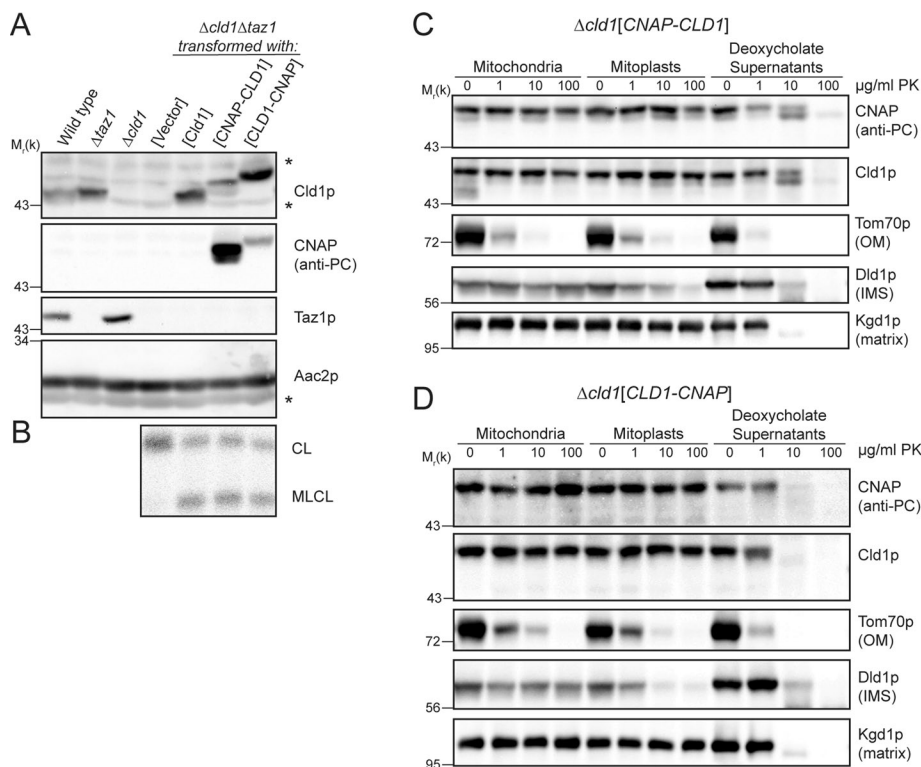 A
Δcld1Δtaz1
transformed with:
Wild type
Δtaz1
Δcld1
[Vector]
[Cld1]
[CNAP-CLD1]
[CLD1-CNAP]
Mr(k)
*
Cld1p
43
*
CNAP
(anti-PC)
43
Taz1p
43
34
Aac2p
*
B
CL
MLCL
C
Δcld1[CNAP-CLD1]
Mitochondria Mitoplasts Deoxycholate
Supernatants
Mr(k) 0 1 10 100 0 1 10 100 0 1 10 100 µg/ml PK
CNAP
(anti-PC)
43
Cld1p
43
Tom70p
72 (OM)
Dld1p
56 (IMS)
Kgd1p
95 (matrix)
D
Δcld1[CLD1-CNAP]
Mitochondria Mitoplasts Deoxycholate
Supernatants
Mr(k) 0 1 10 100 0 1 10 100 0 1 10 100 µg/ml PK
CNAP
(anti-PC)
43
Cld1p
43
Tom70p
72 (OM)
Dld1p
(IMS)
56
Kgd1p
(matrix)
95